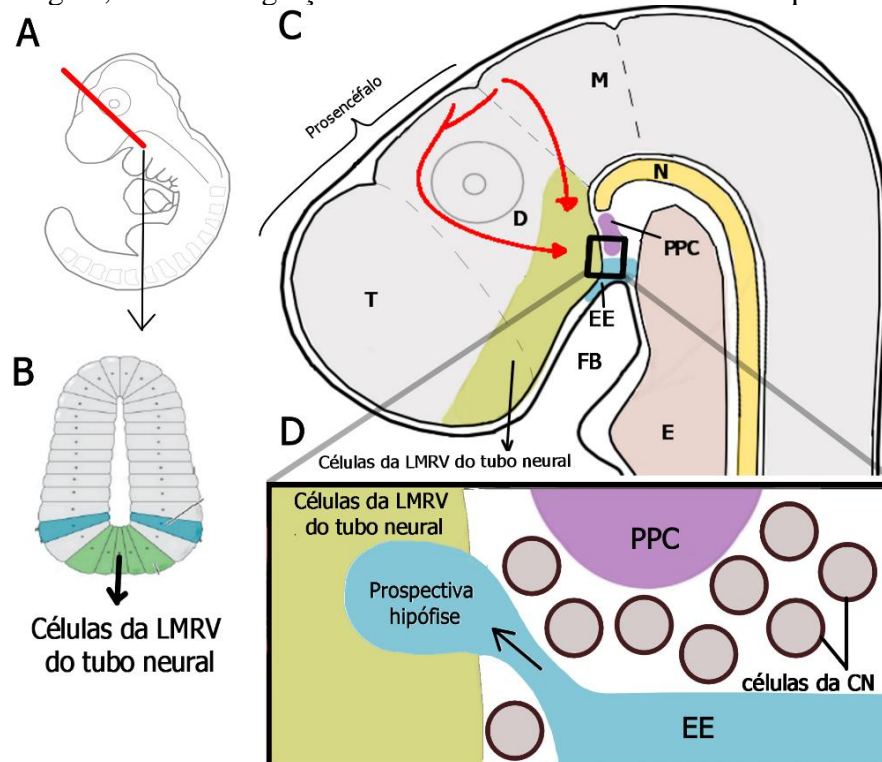 A
B
Células da LMRV
do tubo neural
C
Prosencéfalo
M
N
D
PPC
T
EE
FB
E
Células da LMRV do tubo neural
D
Células da LMRV
do tubo neural
PPC
Prospectiva
hipófise
células da CN
EE